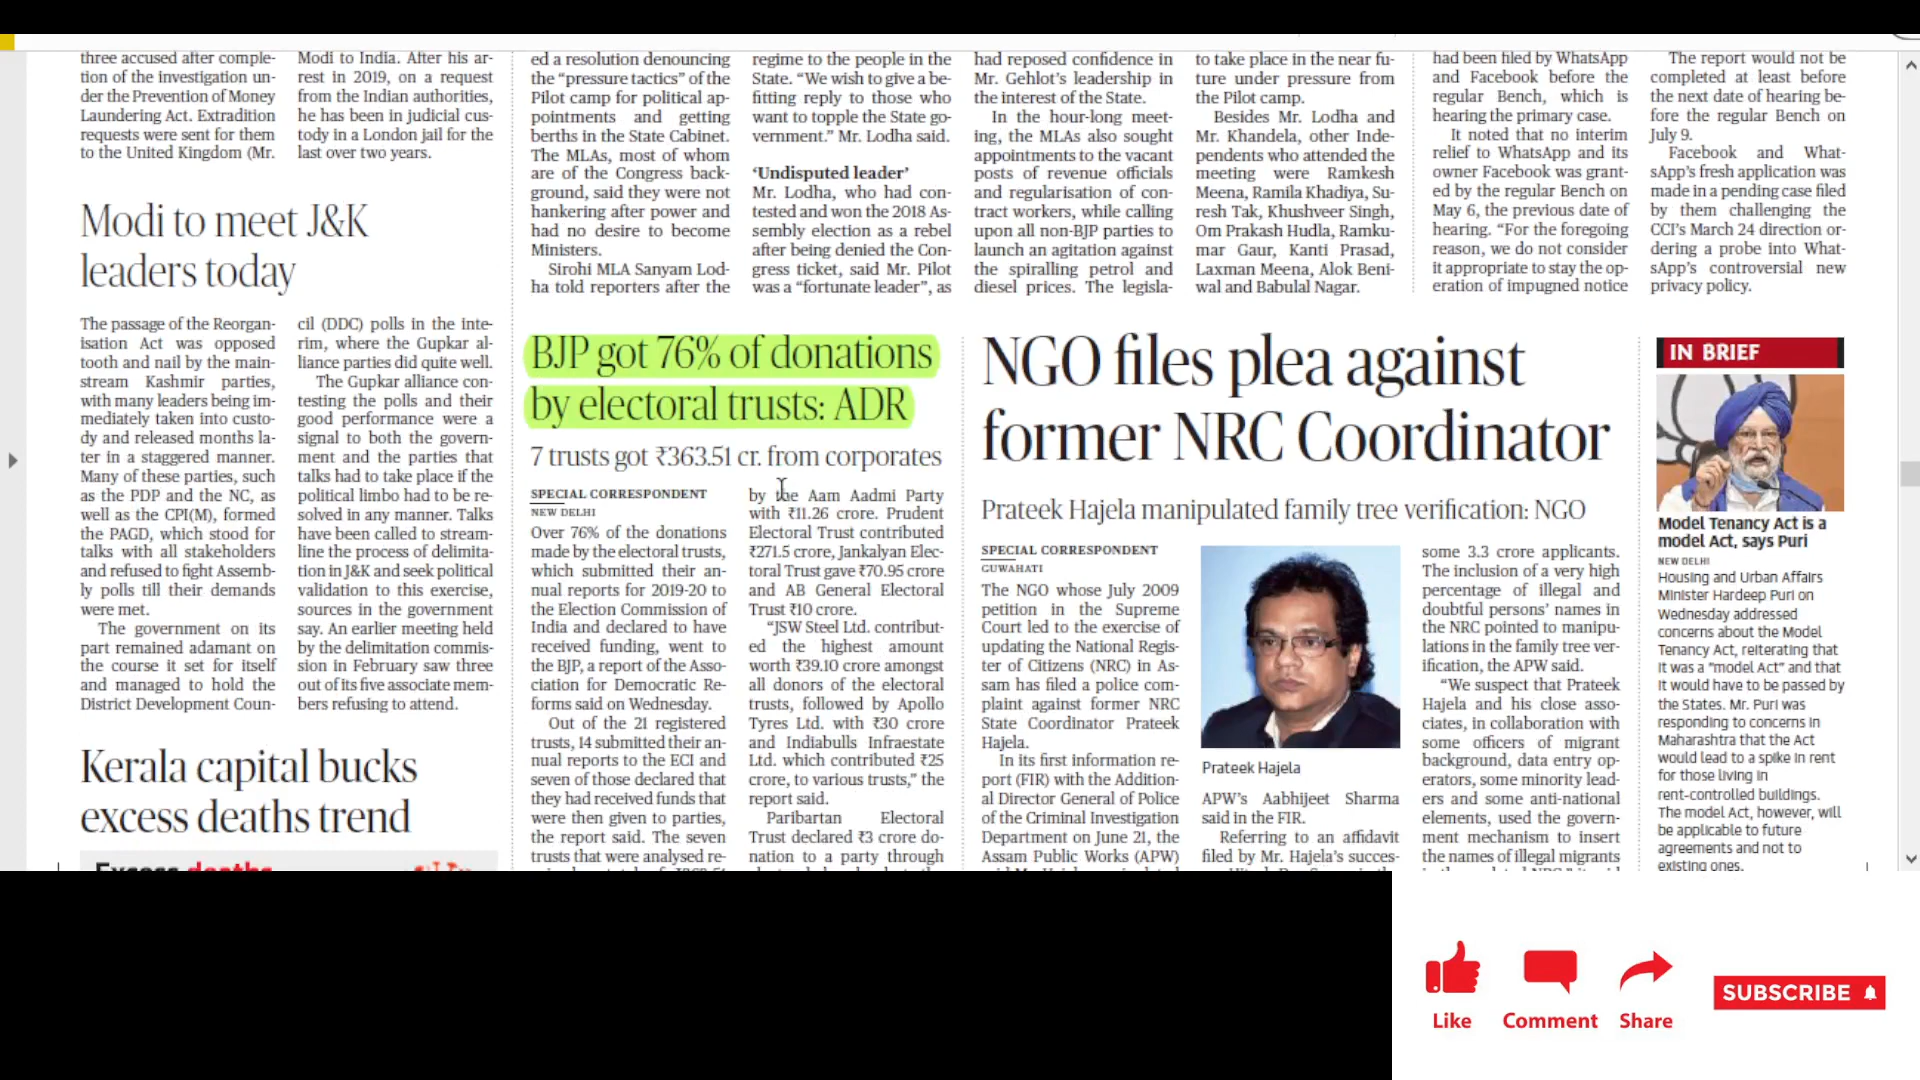 three accused after comple-
tion of the investigation un-
der the Prevention of Money
Laundering Act. Extradition
requests were sent for them
to the United Kingdom (Mr.
Modi to India. After his ar-
rest in 2019, on a request
from the Indian authorities,
he has been in judicial cus-
tody in a London jail for the
last over two years.
Modi to meet J&K
leaders today
The passage of the Reorgan-
isation Act was opposed
tooth and nail by the main-
stream Kashmir parties,
with many leaders being im-
mediately taken into custo-
dy and released months la-
ter in a staggered manner.
Many of these parties, such
as the PDP and the NC, as
well as the CPI(M), formed
the PAGD, which stood for
talks with all stakeholders
and refused to fight Assemb-
ly polls till their demands
were met.
The government on its
part remained adamant on
the course it set for itself
and managed to hold the
District Development Coun-
cil (DDC) polls in the inte-
rim, where the Gupkar al-
liance parties did quite well.
The Gupkar alliance con-
testing the polls and their
good performance were a
signal to both the govern-
ment and the parties that
talks had to take place if the
political limbo had to be re-
solved in any manner. Talks
have been called to stream-
line the process of delimita-
tion in J&K and seek political
validation to this exercise,
sources in the government
say. An earlier meeting held
by the delimitation commis-
sion in February saw three
out of its five associate mem-
bers refusing to attend.
Kerala capital bucks
excess deaths trend
Excess deaths
ed a resolution denouncing
the “pressure tactics” of the
Pilot camp for political ap-
pointments and getting
berths in the State Cabinet.
The MLAs, most of whom
are of the Congress back-
ground, said they were not
hankering after power and
had no desire to become
Ministers.
Sirohi MLA Sanyam Lod-
ha told reporters after the
regime to the people in the
State. “We wish to give a be-
fitting reply to those who
want to topple the State go-
vernment.” Mr. Lodha said.
‘Undisputed leader’
Mr. Lodha, who had con-
tested and won the 2018 As-
sembly election as a rebel
after being denied the Con-
gress ticket, said Mr. Pilot
was a “fortunate leader”, as
had reposed confidence in
Mr. Gehlot’s leadership in
the interest of the State.
In the hour-long meet-
ing, the MLAs also sought
appointments to the vacant
posts of revenue officials
and regularisation of con-
tract workers, while calling
upon all non-BJP parties to
launch an agitation against
the spiralling petrol and
diesel prices. The legisla-
to take place in the near fu-
ture under pressure from
the Pilot camp.
Besides Mr. Lodha and
Mr. Khandela, other Inde-
pendents who attended the
meeting were Ramkesh
Meena, Ramila Khadiya, Su-
resh Tak, Khushveer Singh,
Om Prakash Hudla, Ramku-
mar Gaur, Kanti Prasad,
Laxman Meena, Alok Beni-
wal and Babulal Nagar.
had been filed by WhatsApp
and Facebook before the
regular Bench, which is
hearing the primary case.
It noted that no interim
relief to WhatsApp and its
owner Facebook was grant-
ed by the regular Bench on
May 6, the previous date of
hearing. “For the foregoing
reason, we do not consider
it appropriate to stay the op-
eration of impugned notice
The report would not be
completed at least before
the next date of hearing be-
fore the regular Bench on
July 9.
Facebook and What-
sApp’s fresh application was
made in a pending case filed
by them challenging the
CCI’s March 24 direction or-
dering a probe into What-
sApp’s controversial new
privacy policy.
BJP got 76% of donations
by electoral trusts: ADR
7 trusts got ₹363.51 cr. from corporates
SPECIAL CORRESPONDENT
NEW DELHI
Over 76% of the donations
made by the electoral trusts,
which submitted their an-
nual reports for 2019-20 to
the Election Commission of
India and declared to have
received funding, went to
the BJP, a report of the Asso-
ciation for Democratic Re-
forms said on Wednesday.
Out of the 21 registered
trusts, 14 submitted their an-
nual reports to the ECI and
seven of those declared that
they had received funds that
were then given to parties,
the report said. The seven
trusts that were analysed re-
by the Aam Aadmi Party
with ₹11.26 crore. Prudent
Electoral Trust contributed
₹271.5 crore, Jankalyan Elec-
toral Trust gave ₹70.95 crore
and AB General Electoral
Trust ₹10 crore.
“JSW Steel Ltd. contribut-
ed the highest amount
worth ₹39.10 crore amongst
all donors of the electoral
trusts, followed by Apollo
Tyres Ltd. with ₹30 crore
and Indiabulls Infraestate
Ltd. which contributed ₹25
crore, to various trusts,” the
report said.
Paribartan Electoral
Trust declared ₹3 crore do-
nation to a party through
NGO files plea against
former NRC Coordinator
Prateek Hajela manipulated family tree verification: NGO
SPECIAL CORRESPONDENT
GUWAHATI
The NGO whose July 2009
petition in the Supreme
Court led to the exercise of
updating the National Regis-
ter of Citizens (NRC) in As-
sam has filed a police com-
plaint against former NRC
State Coordinator Prateek
Hajela.
In its first information re-
port (FIR) with the Addition-
al Director General of Police
of the Criminal Investigation
Department on June 21, the
Assam Public Works (APW)
Prateek Hajela
APW’s Aabhijeet Sharma
said in the FIR.
Referring to an affidavit
filed by Mr. Hajela’s succes-
some 3.3 crore applicants.
The inclusion of a very high
percentage of illegal and
doubtful persons’ names in
the NRC pointed to manipu-
lations in the family tree ver-
ification, the APW said.
“We suspect that Prateek
Hajela and his close asso-
ciates, in collaboration with
some officers of migrant
background, data entry op-
erators, some minority lead-
ers and some anti-national
elements, used the govern-
ment mechanism to insert
the names of illegal migrants
IN BRIEF
Model Tenancy Act is a
model Act, says Puri
NEW DELHI
Housing and Urban Affairs
Minister Hardeep Puri on
Wednesday addressed
concerns about the Model
Tenancy Act, reiterating that
it was a “model Act” and that
it would have to be passed by
the States. Mr. Puri was
responding to concerns in
Maharashtra that the Act
would lead to a spike in rent
for those living in
rent-controlled buildings.
The model Act, however, will
be applicable to future
agreements and not to
existing ones.
Like
Comment
Share
SUBSCRIBE